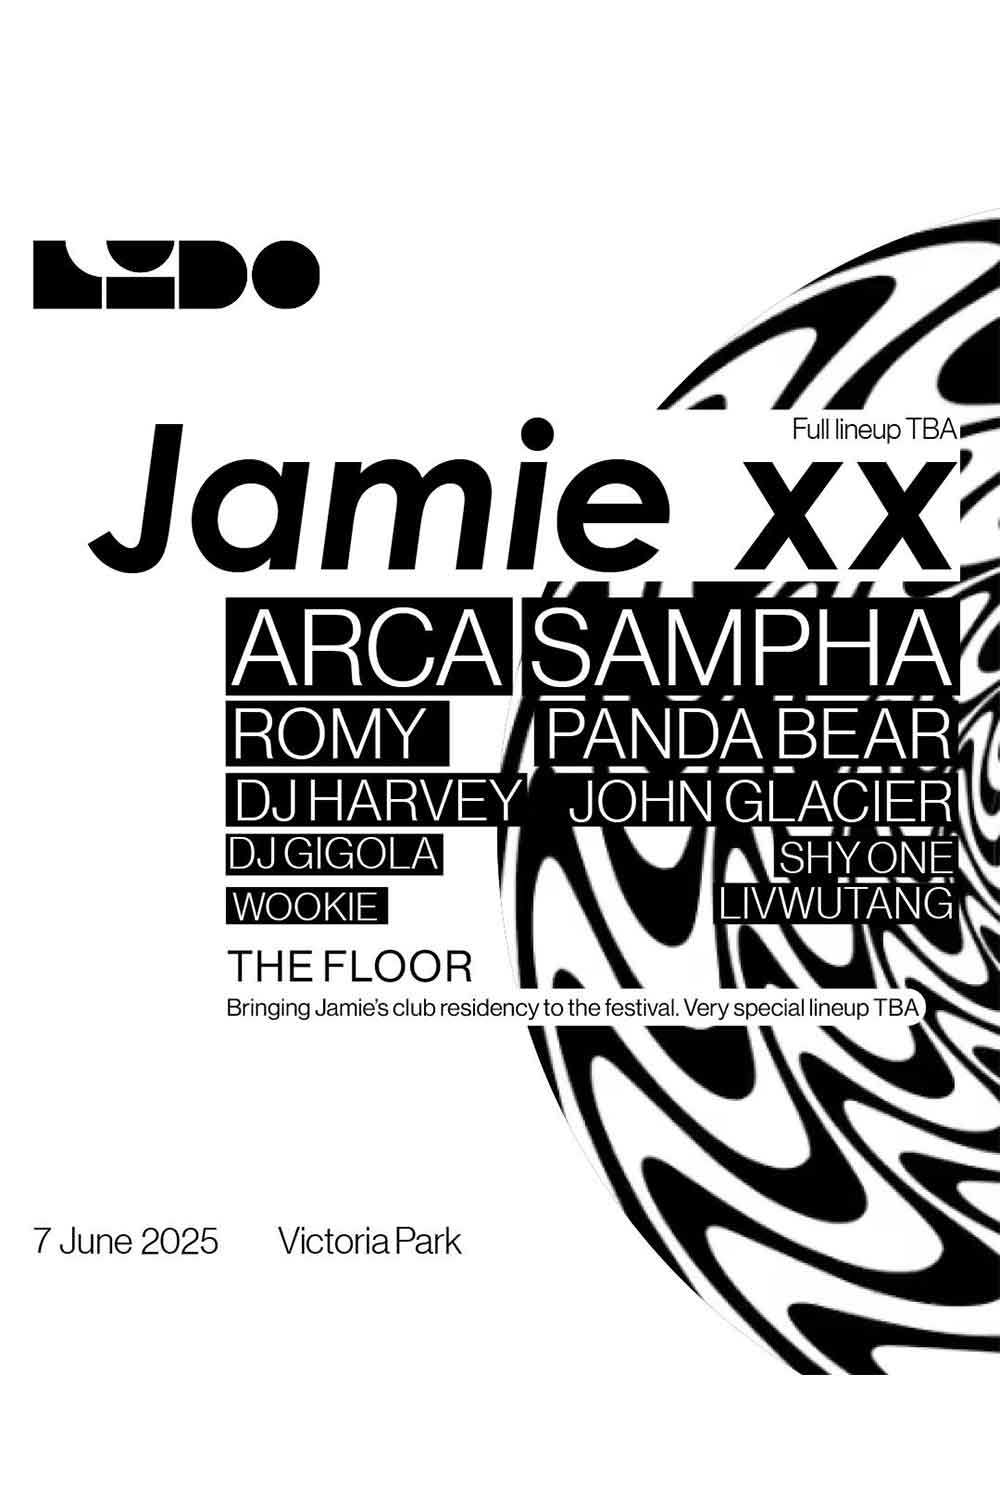 LIDO
Full lineup TBA
Jamie xx
ARCA SAMPHA
ROMY PANDA BEAR
DJ HARVEY JOHN GLACIER
DJ GIGOLA SHY ONE
WOOKIE LIVWUTANG
THE FLOOR
Bringing Jamie’s club residency to the festival. Very special lineup TBA
7 June 2025 Victoria Park